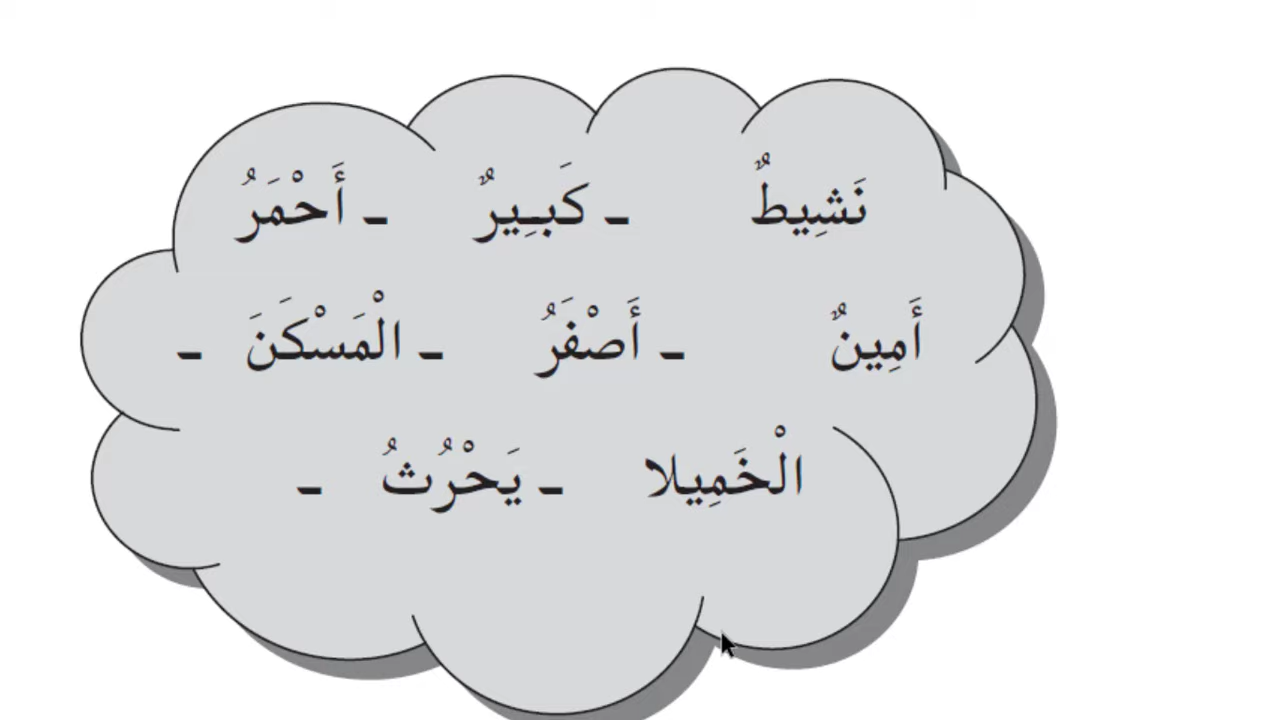 نَشِيطٌ ـ كَبِيرٌ ـ أَحْمَرُ
أَمِينٌ ـ أَصْفَرُ ـ الْمَسْكَنَ ـ
الْخَمِيلا ـ يَحْرُثُ ـ